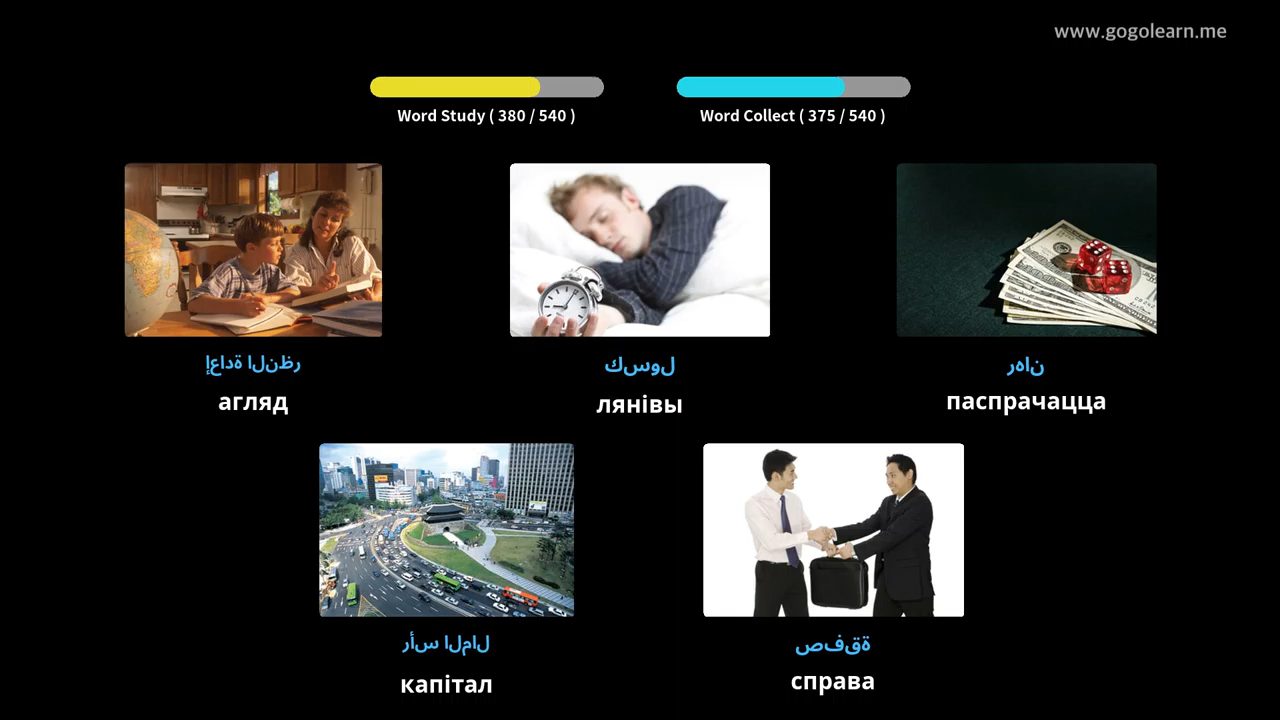 www.gogolearn.me
Word Study ( 380 / 540 )
Word Collect ( 375 / 540 )
إعادة النظر
агляд
كسول
лянівы
رهان
паспрачацца
رأس المال
капітал
صفقة
справа